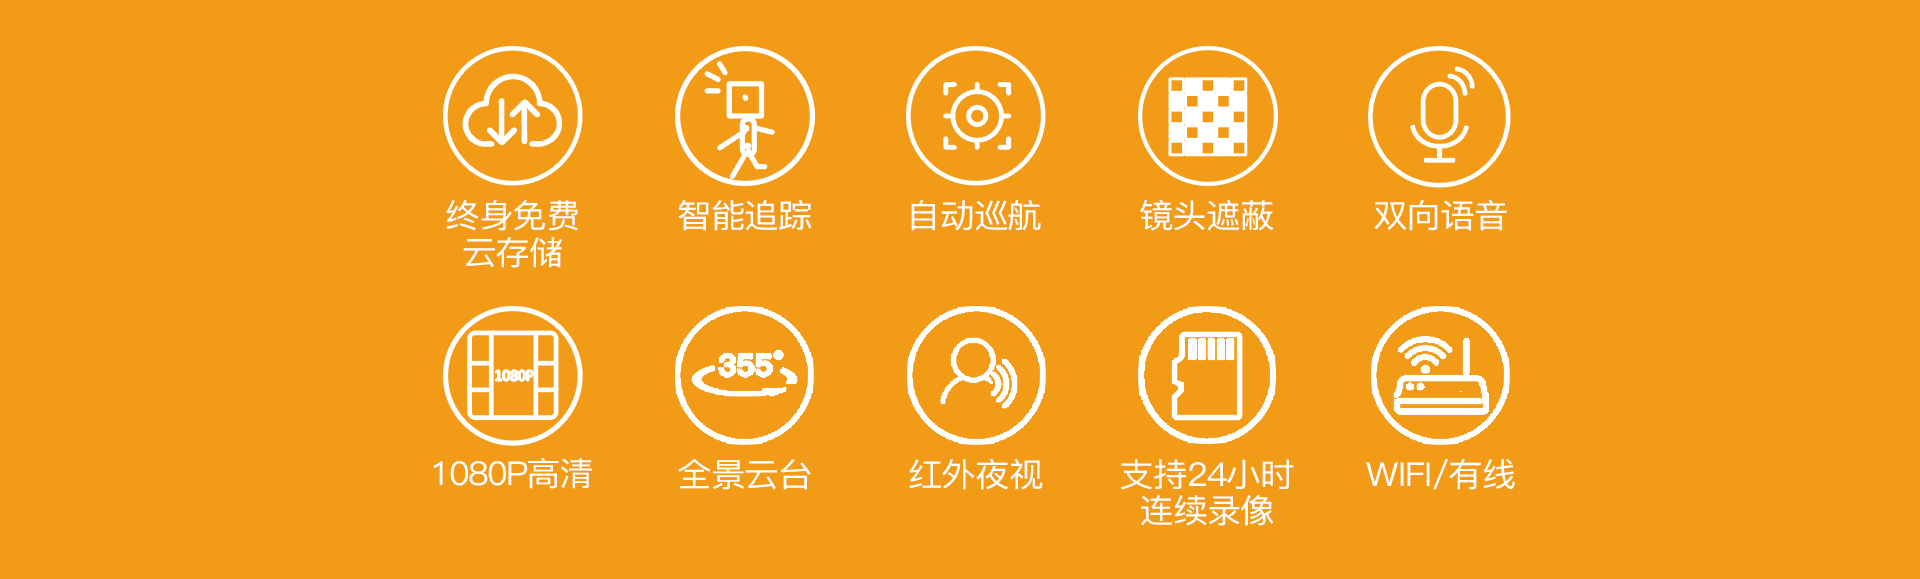 终身免费
云存储
智能追踪
自动巡航
镜头遮蔽
双向语音
1080P
1080P高清
355°
全景云台
红外夜视
支持24小时
连续录像
WIFI/有线